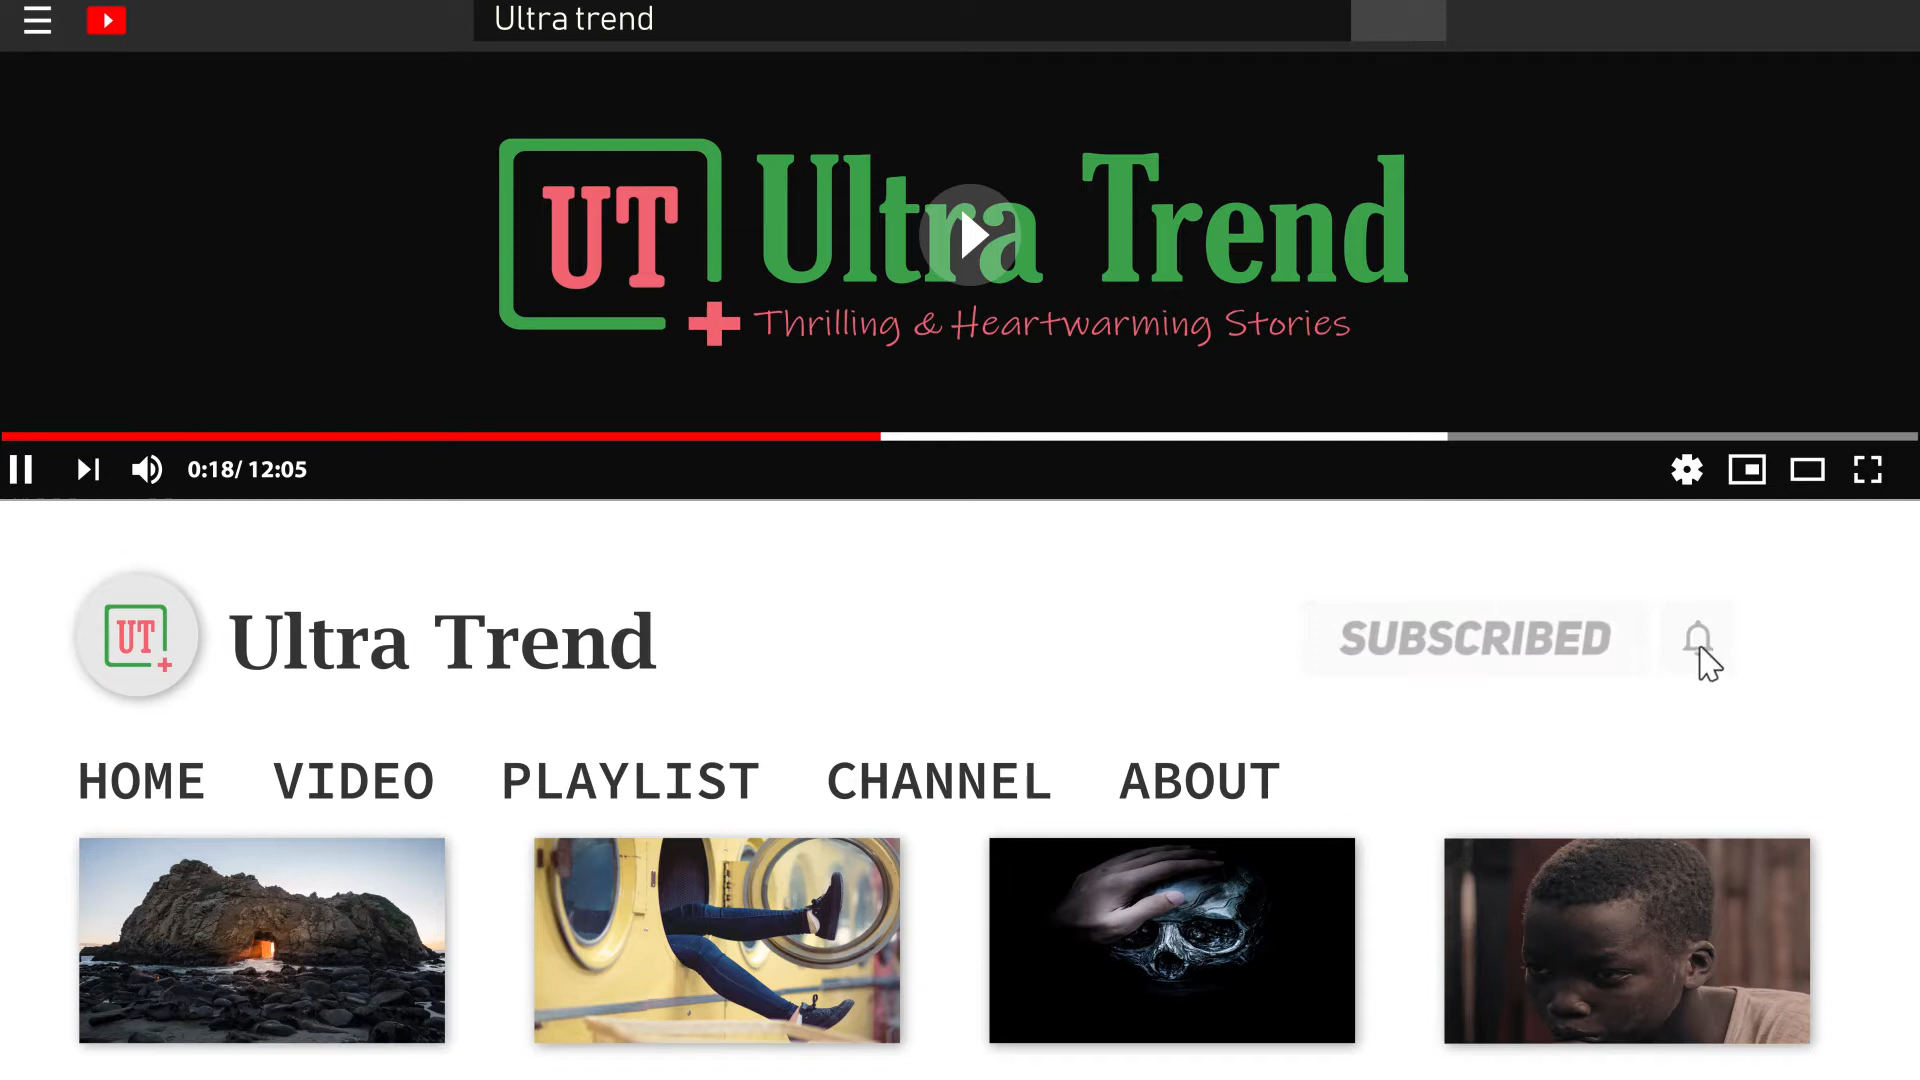 Ultra trend
UT
Ultra Trend
Thrilling & Heartwarming Stories
0:18/ 12:05
UT
Ultra Trend
SUBSCRIBED
HOME VIDEO PLAYLIST CHANNEL ABOUT